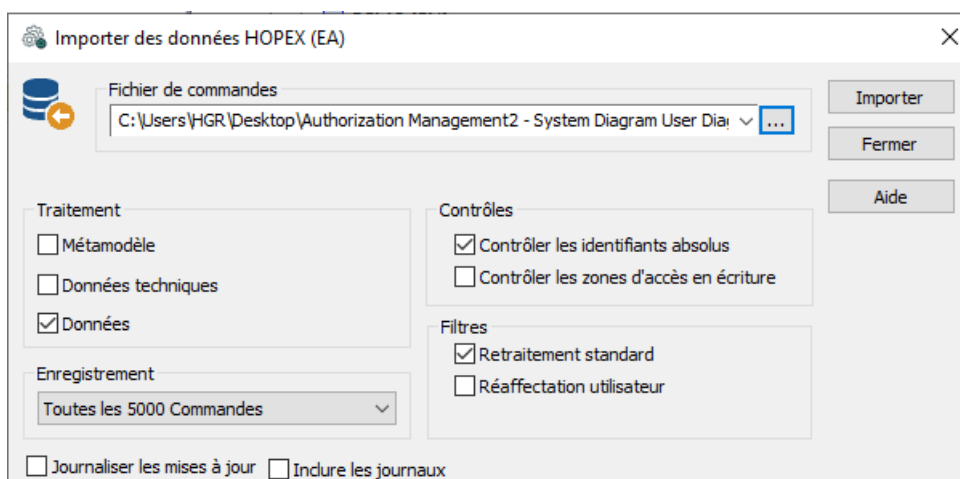 Importer des données HOPEX (EA)
Fichier de commandes
C:\Users\HGR\Desktop\Authorization Management2 - System Diagram User Dia
...
Importer
Fermer
Aide
Traitement
Métamodèle
Données techniques
Données
Enregistrement
Toutes les 5000 Commandes
Contrôles
Contrôler les identifiants absolus
Contrôler les zones d'accès en écriture
Filtres
Retraitement standard
Réaffectation utilisateur
Journaliser les mises à jour
Inclure les journaux